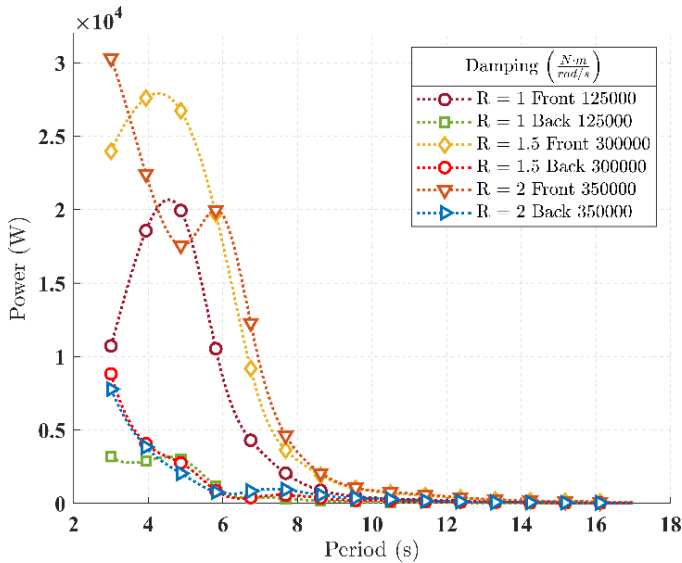 ×10⁴
3
2.5
2
1.5
1
0.5
0
Power (W)
2 4 6 8 10 12 14 16 18
Period (s)
Damping (N·m/rad/s)
R = 1 Front 125000
R = 1 Back 125000
R = 1.5 Front 300000
R = 1.5 Back 300000
R = 2 Front 350000
R = 2 Back 350000